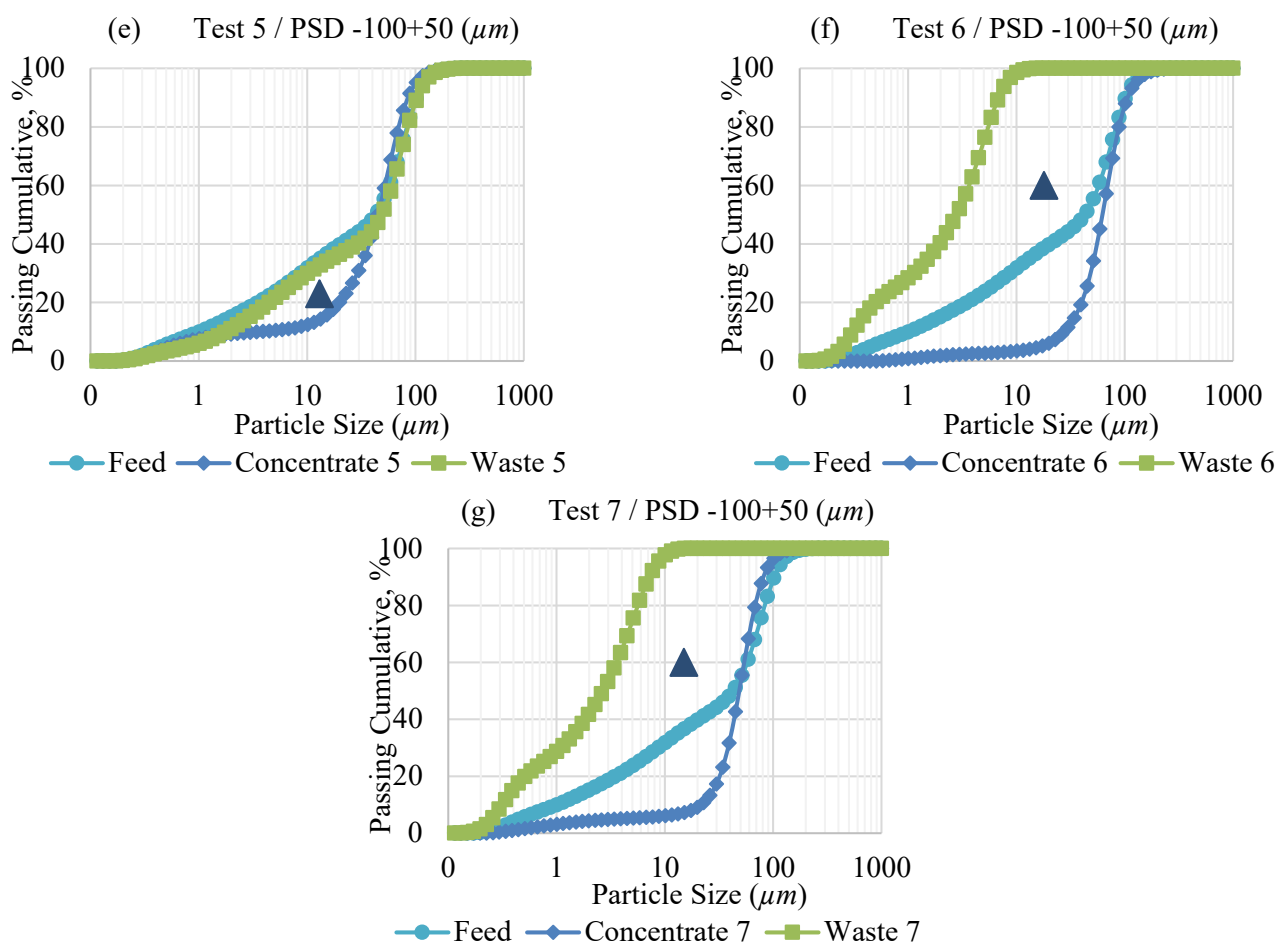 (e) Test 5 / PSD -100+50 (µm)
Passing Cumulative, %
100
80
60
40
20
0
0 1 10 100 1000
Particle Size (µm)
Feed Concentrate 5 Waste 5
(f) Test 6 / PSD -100+50 (µm)
Passing Cumulative, %
100
80
60
40
20
0
0 1 10 100 1000
Particle Size (µm)
Feed Concentrate 6 Waste 6
(g) Test 7 / PSD -100+50 (µm)
Passing Cumulative, %
100
80
60
40
20
0
0 1 10 100 1000
Particle Size (µm)
Feed Concentrate 7 Waste 7